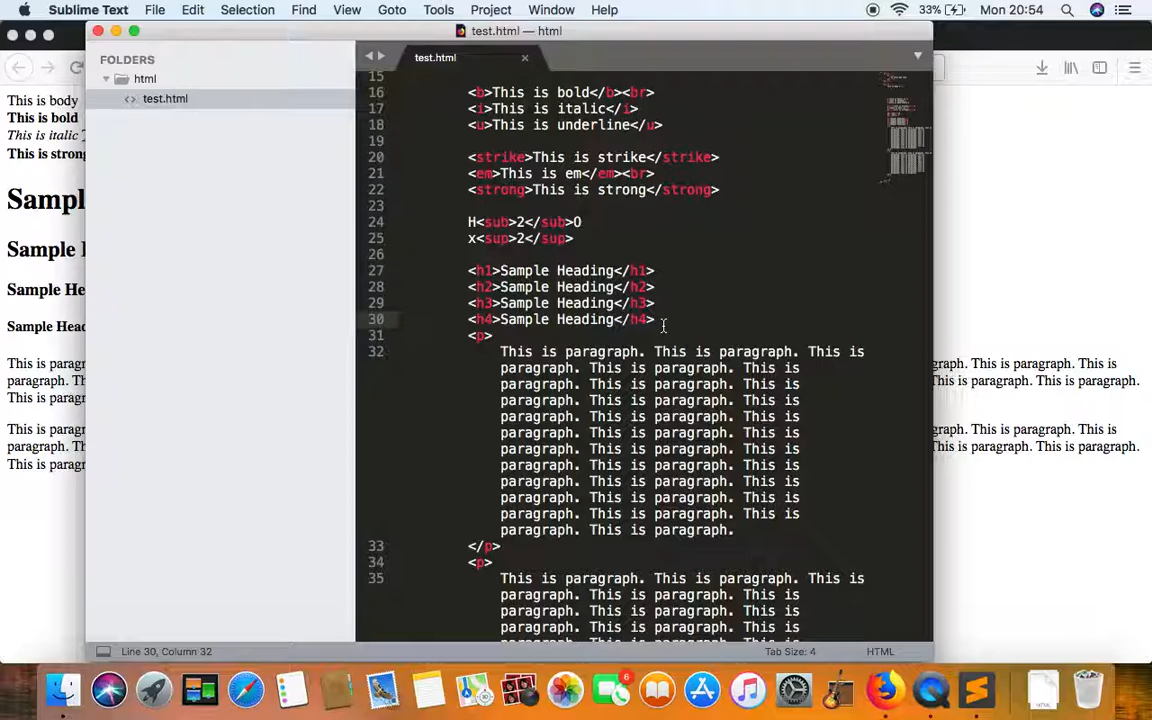 Sublime Text File Edit Selection Find View Goto Tools Project Window Help 33% Mon 20:54
test.html — html
FOLDERS
html
test.html
test.html
This is body
This is bold
This is italic
This is strong
Sampl
Sample
Sample He
Sample Head
This is paragraph
paragraph. Th
This is paragr
This is paragraph
paragraph. Th
This is paragr
15
16 <b>This is bold</b><br>
17 <i>This is italic</i>
18 <u>This is underline</u>
19
20 <strike>This is strike</strike>
21 <em>This is em</em><br>
22 <strong>This is strong</strong>
23
24 H<sub>2</sub>O
25 x<sup>2</sup>
26
27 <h1>Sample Heading</h1>
28 <h2>Sample Heading</h2>
29 <h3>Sample Heading</h3>
30 <h4>Sample Heading</h4>
31 <p>
32 This is paragraph. This is paragraph. This is
paragraph. This is paragraph. This is
paragraph. This is paragraph. This is
paragraph. This is paragraph. This is
paragraph. This is paragraph. This is
paragraph. This is paragraph. This is
paragraph. This is paragraph. This is
paragraph. This is paragraph. This is
paragraph. This is paragraph. This is
paragraph. This is paragraph. This is
paragraph. This is paragraph. This is
paragraph. This is paragraph.
33 </p>
34 <p>
35 This is paragraph. This is paragraph. This is
paragraph. This is paragraph. This is
paragraph. This is paragraph. This is
paragraph. This is paragraph. This is
graph. This is paragraph. This is
This is paragraph. This is paragraph.
graph. This is paragraph. This is
This is paragraph. This is paragraph.
Line 30, Column 32
Tab Size: 4
HTML
6
HTML